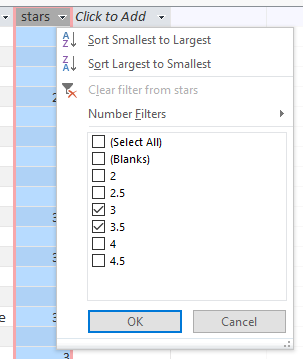 stars
Click to Add
Sort Smallest to Largest
Sort Largest to Smallest
Clear filter from stars
Number Filters
(Select All)
(Blanks)
2
2.5
3
3.5
4
4.5
OK
Cancel
3